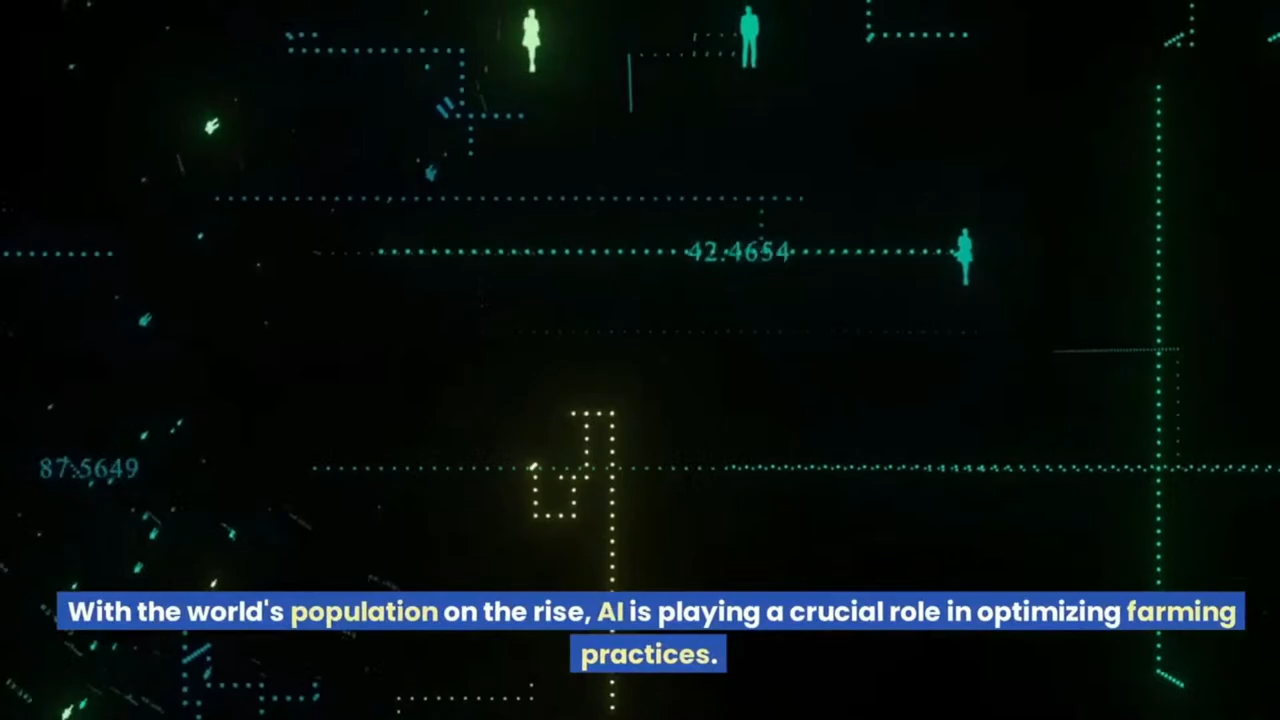 42.4654
87.5649
With the world's population on the rise, AI is playing a crucial role in optimizing farming
practices.